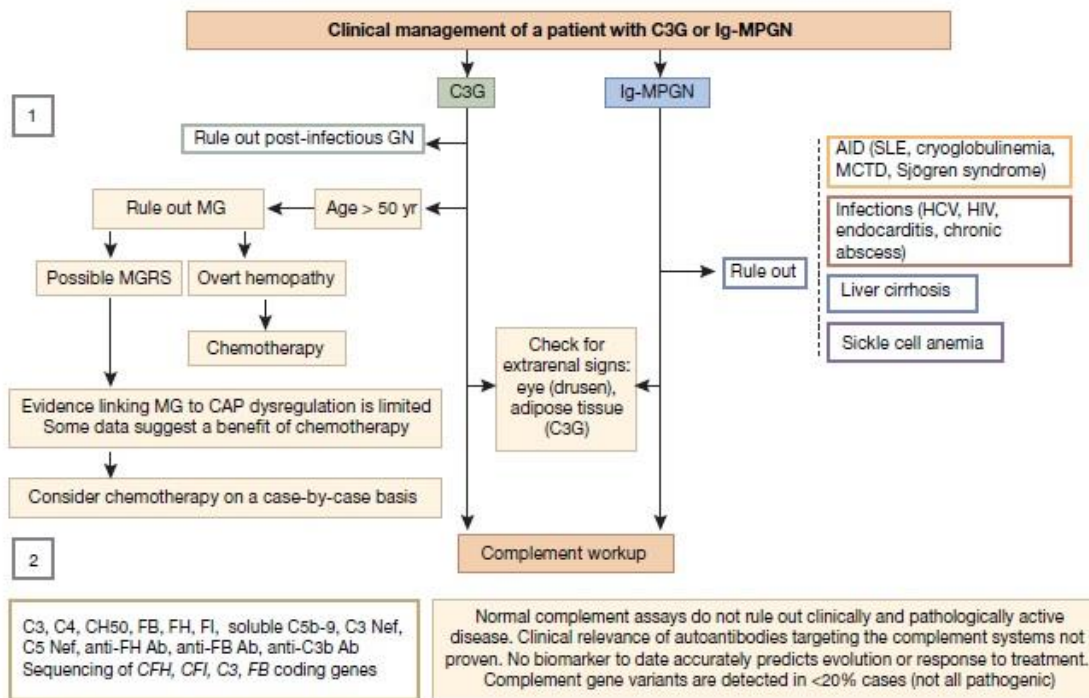 Clinical management of a patient with C3G or Ig-MPGN
C3G
Ig-MPGN
1
Rule out post-infectious GN
Rule out MG
Age > 50 yr
Possible MGRS
Overt hemopathy
Chemotherapy
Evidence linking MG to CAP dysregulation is limited
Some data suggest a benefit of chemotherapy
Consider chemotherapy on a case-by-case basis
Check for
extrarenal signs:
eye (drusen),
adipose tissue
(C3G)
Rule out
AID (SLE, cryoglobulinemia,
MCTD, Sjögren syndrome)
Infections (HCV, HIV,
endocarditis, chronic
abscess)
Liver cirrhosis
Sickle cell anemia
Complement workup
2
C3, C4, CH50, FB, FH, FI, soluble C5b-9, C3 Nef,
C5 Nef, anti-FH Ab, anti-FB Ab, anti-C3b Ab
Sequencing of CFH, CFI, C3, FB coding genes
Normal complement assays do not rule out clinically and pathologically active
disease. Clinical relevance of autoantibodies targeting the complement systems not
proven. No biomarker to date accurately predicts evolution or response to treatment.
Complement gene variants are detected in <20% cases (not all pathogenic)